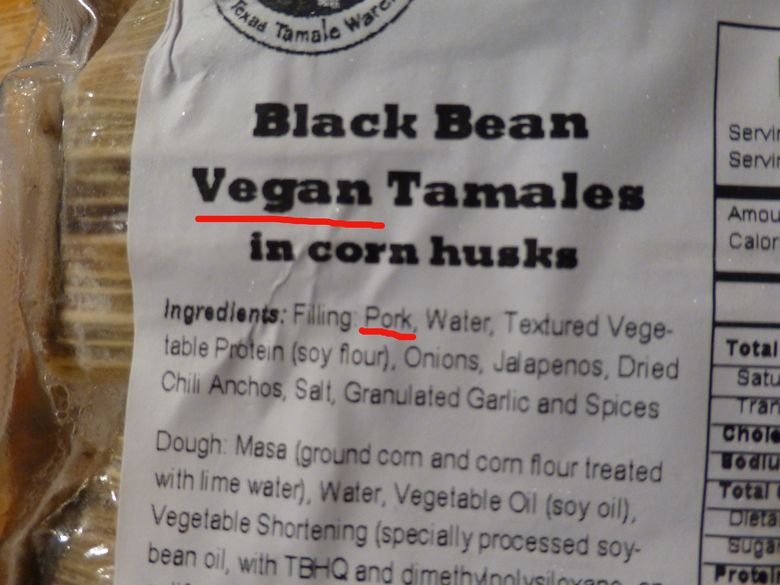 Texas Tamale
Black Bean
Vegan Tamales
in corn husks
Ingredients: Filling: Pork, Water, Textured Vege-
table Protein (soy flour), Onions, Jalapenos, Dried
Chili Anchos, Salt, Granulated Garlic and Spices
Dough: Masa (ground corn and corn flour treated
with lime water), Water, Vegetable Oil (soy oil),
Vegetable Shortening (specially processed soy-
bean oil, with TBHQ and dimethylpolysiloxane
Servin
Servin
Amou
Calor
Total
Satu
Tran
Chole
Sodiu
Total
Dieta
Suga
Protei